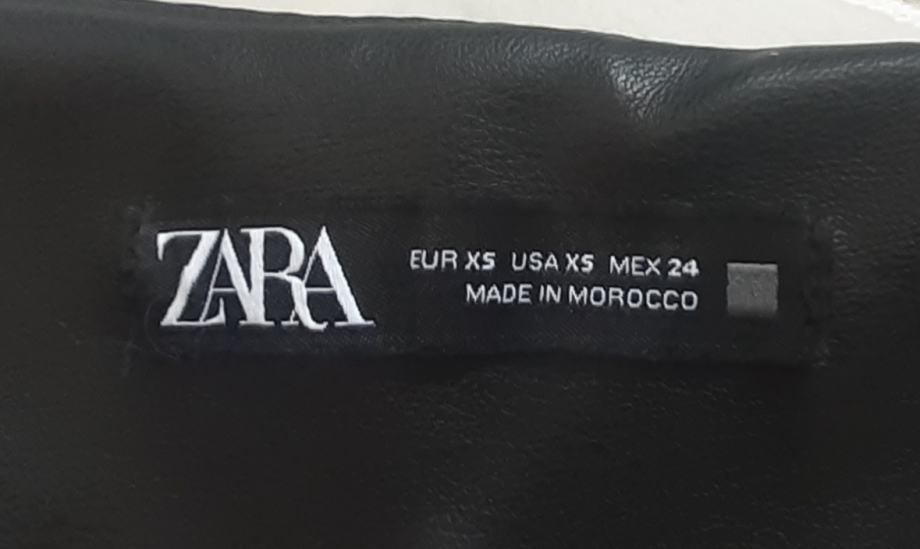 ZARA
EUR XS USA XS MEX 24
MADE IN MOROCCO